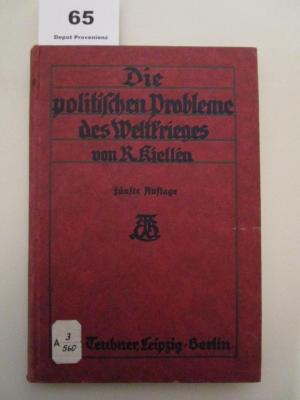 65
Depot Provenienz
Die
politischen Probleme
des Weltkrieges
von R. Kjellén
Fünfte Auflage
A 3
560
Teubner, Leipzig-Berlin